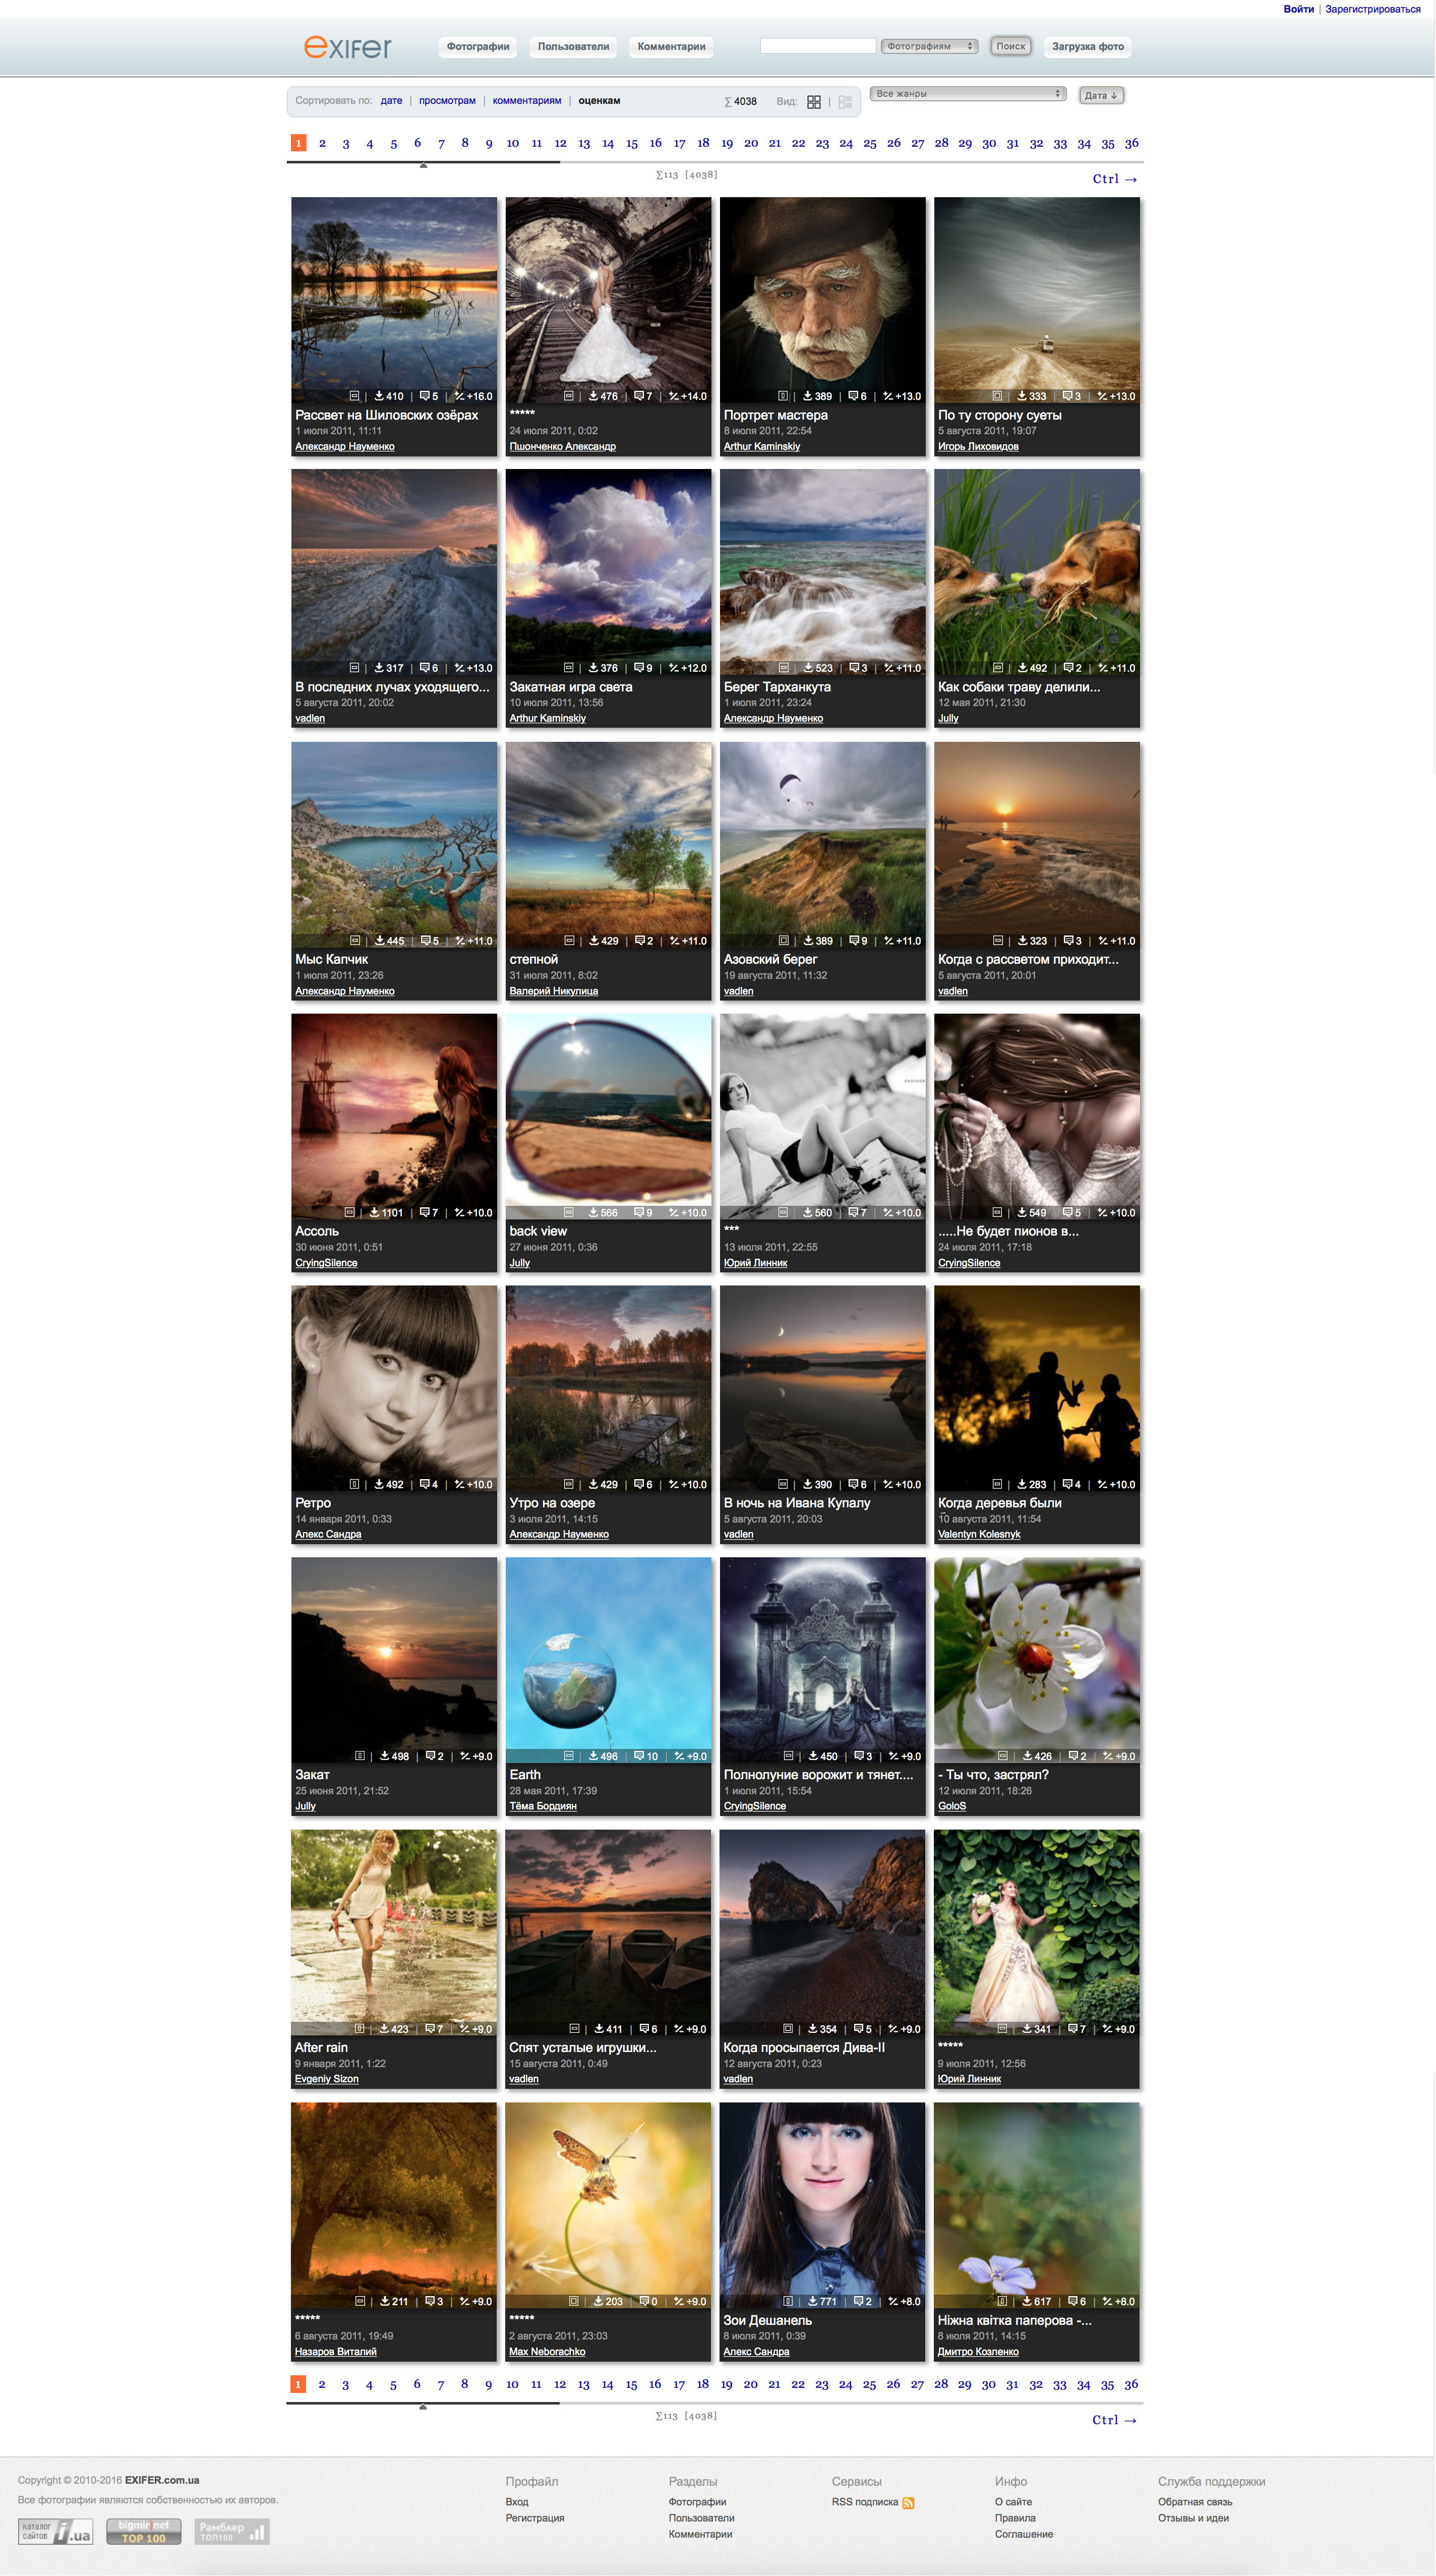 Войти | Зарегистрироваться
exifer Фотографии Пользователи Комментарии Фотографиям Поиск Загрузка фото
Сортировать по: дате | просмотрам | комментариям | оценкам ∑ 4038 Вид: | Все жанры Дата ↓
1 2 3 4 5 6 7 8 9 10 11 12 13 14 15 16 17 18 19 20 21 22 23 24 25 26 27 28 29 30 31 32 33 34 35 36
∑113 [4038]
Ctrl →
410 | 5 | +16.0
Рассвет на Шиловских озёрах
1 июля 2011, 11:11
Александр Науменко
476 | 7 | +14.0
*****
24 июля 2011, 0:02
Пшонченко Александр
389 | 6 | +13.0
Портрет мастера
8 июля 2011, 22:54
Arthur Kaminskiy
333 | 3 | +13.0
По ту сторону суеты
5 августа 2011, 19:07
Игорь Лиховидов
317 | 6 | +13.0
В последних лучах уходящего...
5 августа 2011, 20:02
vadlen
376 | 9 | +12.0
Закатная игра света
10 июля 2011, 13:56
Arthur Kaminskiy
523 | 3 | +11.0
Берег Тарханкута
1 июля 2011, 23:24
Александр Науменко
492 | 2 | +11.0
Как собаки траву делили...
12 мая 2011, 21:30
Jully
445 | 5 | +11.0
Мыс Капчик
1 июля 2011, 23:26
Александр Науменко
429 | 2 | +11.0
степной
31 июля 2011, 8:02
Валерий Никулица
389 | 9 | +11.0
Азовский берег
19 августа 2011, 11:32
vadlen
323 | 3 | +11.0
Когда с рассветом приходит...
5 августа 2011, 20:01
vadlen
1101 | 7 | +10.0
Ассоль
30 июня 2011, 0:51
CryingSilence
566 9 +10.0
back view
27 июня 2011, 0:36
Jully
560 | 7 | +10.0
***
13 июля 2011, 22:55
Юрий Линник
549 | 5 | +10.0
.....Не будет пионов в...
24 июля 2011, 17:18
CryingSilence
492 | 4 | +10.0
Ретро
14 января 2011, 0:33
Алекс Сандра
429 | 6 | +10.0
Утро на озере
3 июля 2011, 14:15
Александр Науменко
390 | 6 | +10.0
В ночь на Ивана Купалу
5 августа 2011, 20:03
vadlen
283 | 4 | +10.0
Когда деревья были
10 августа 2011, 11:54
Valentyn Kolesnyk
498 | 2 | +9.0
Закат
25 июня 2011, 21:52
Jully
496 | 10 | +9.0
Earth
28 мая 2011, 17:39
Тёма Бордиян
450 | 3 | +9.0
Полнолуние ворожит и тянет....
1 июля 2011, 15:54
CryingSilence
426 | 2 | +9.0
- Ты что, застрял?
12 июля 2011, 18:26
GoloS
423 | 7 | +9.0
After rain
9 января 2011, 1:22
Evgeniy Sizon
411 | 6 | +9.0
Спят усталые игрушки...
15 августа 2011, 0:49
vadlen
354 | 5 | +9.0
Когда просыпается Дива-II
12 августа 2011, 0:23
vadlen
341 | 7 | +9.0
*****
9 июля 2011, 12:56
Юрий Линник
211 | 3 | +9.0
*****
6 августа 2011, 19:49
Назаров Виталий
203 | 0 | +9.0
*****
2 августа 2011, 23:03
Max Neborachko
771 | 2 | +8.0
Зои Дешанель
8 июля 2011, 0:39
Алекс Сандра
617 | 6 | +8.0
Ніжна квітка паперова -...
8 июля 2011, 14:15
Дмитро Козленко
1 2 3 4 5 6 7 8 9 10 11 12 13 14 15 16 17 18 19 20 21 22 23 24 25 26 27 28 29 30 31 32 33 34 35 36
∑113 [4038]
Ctrl →
Copyright © 2010-2016 EXIFER.com.ua
Все фотографии являются собственностью их авторов.
каталог сайтов i.ua
bigmir)net TOP 100
Рамблер ТОП100
Профайл
Вход
Регистрация
Разделы
Фотографии
Пользователи
Комментарии
Сервисы
RSS подписка
Инфо
О сайте
Правила
Соглашение
Служба поддержки
Обратная связь
Отзывы и идеи